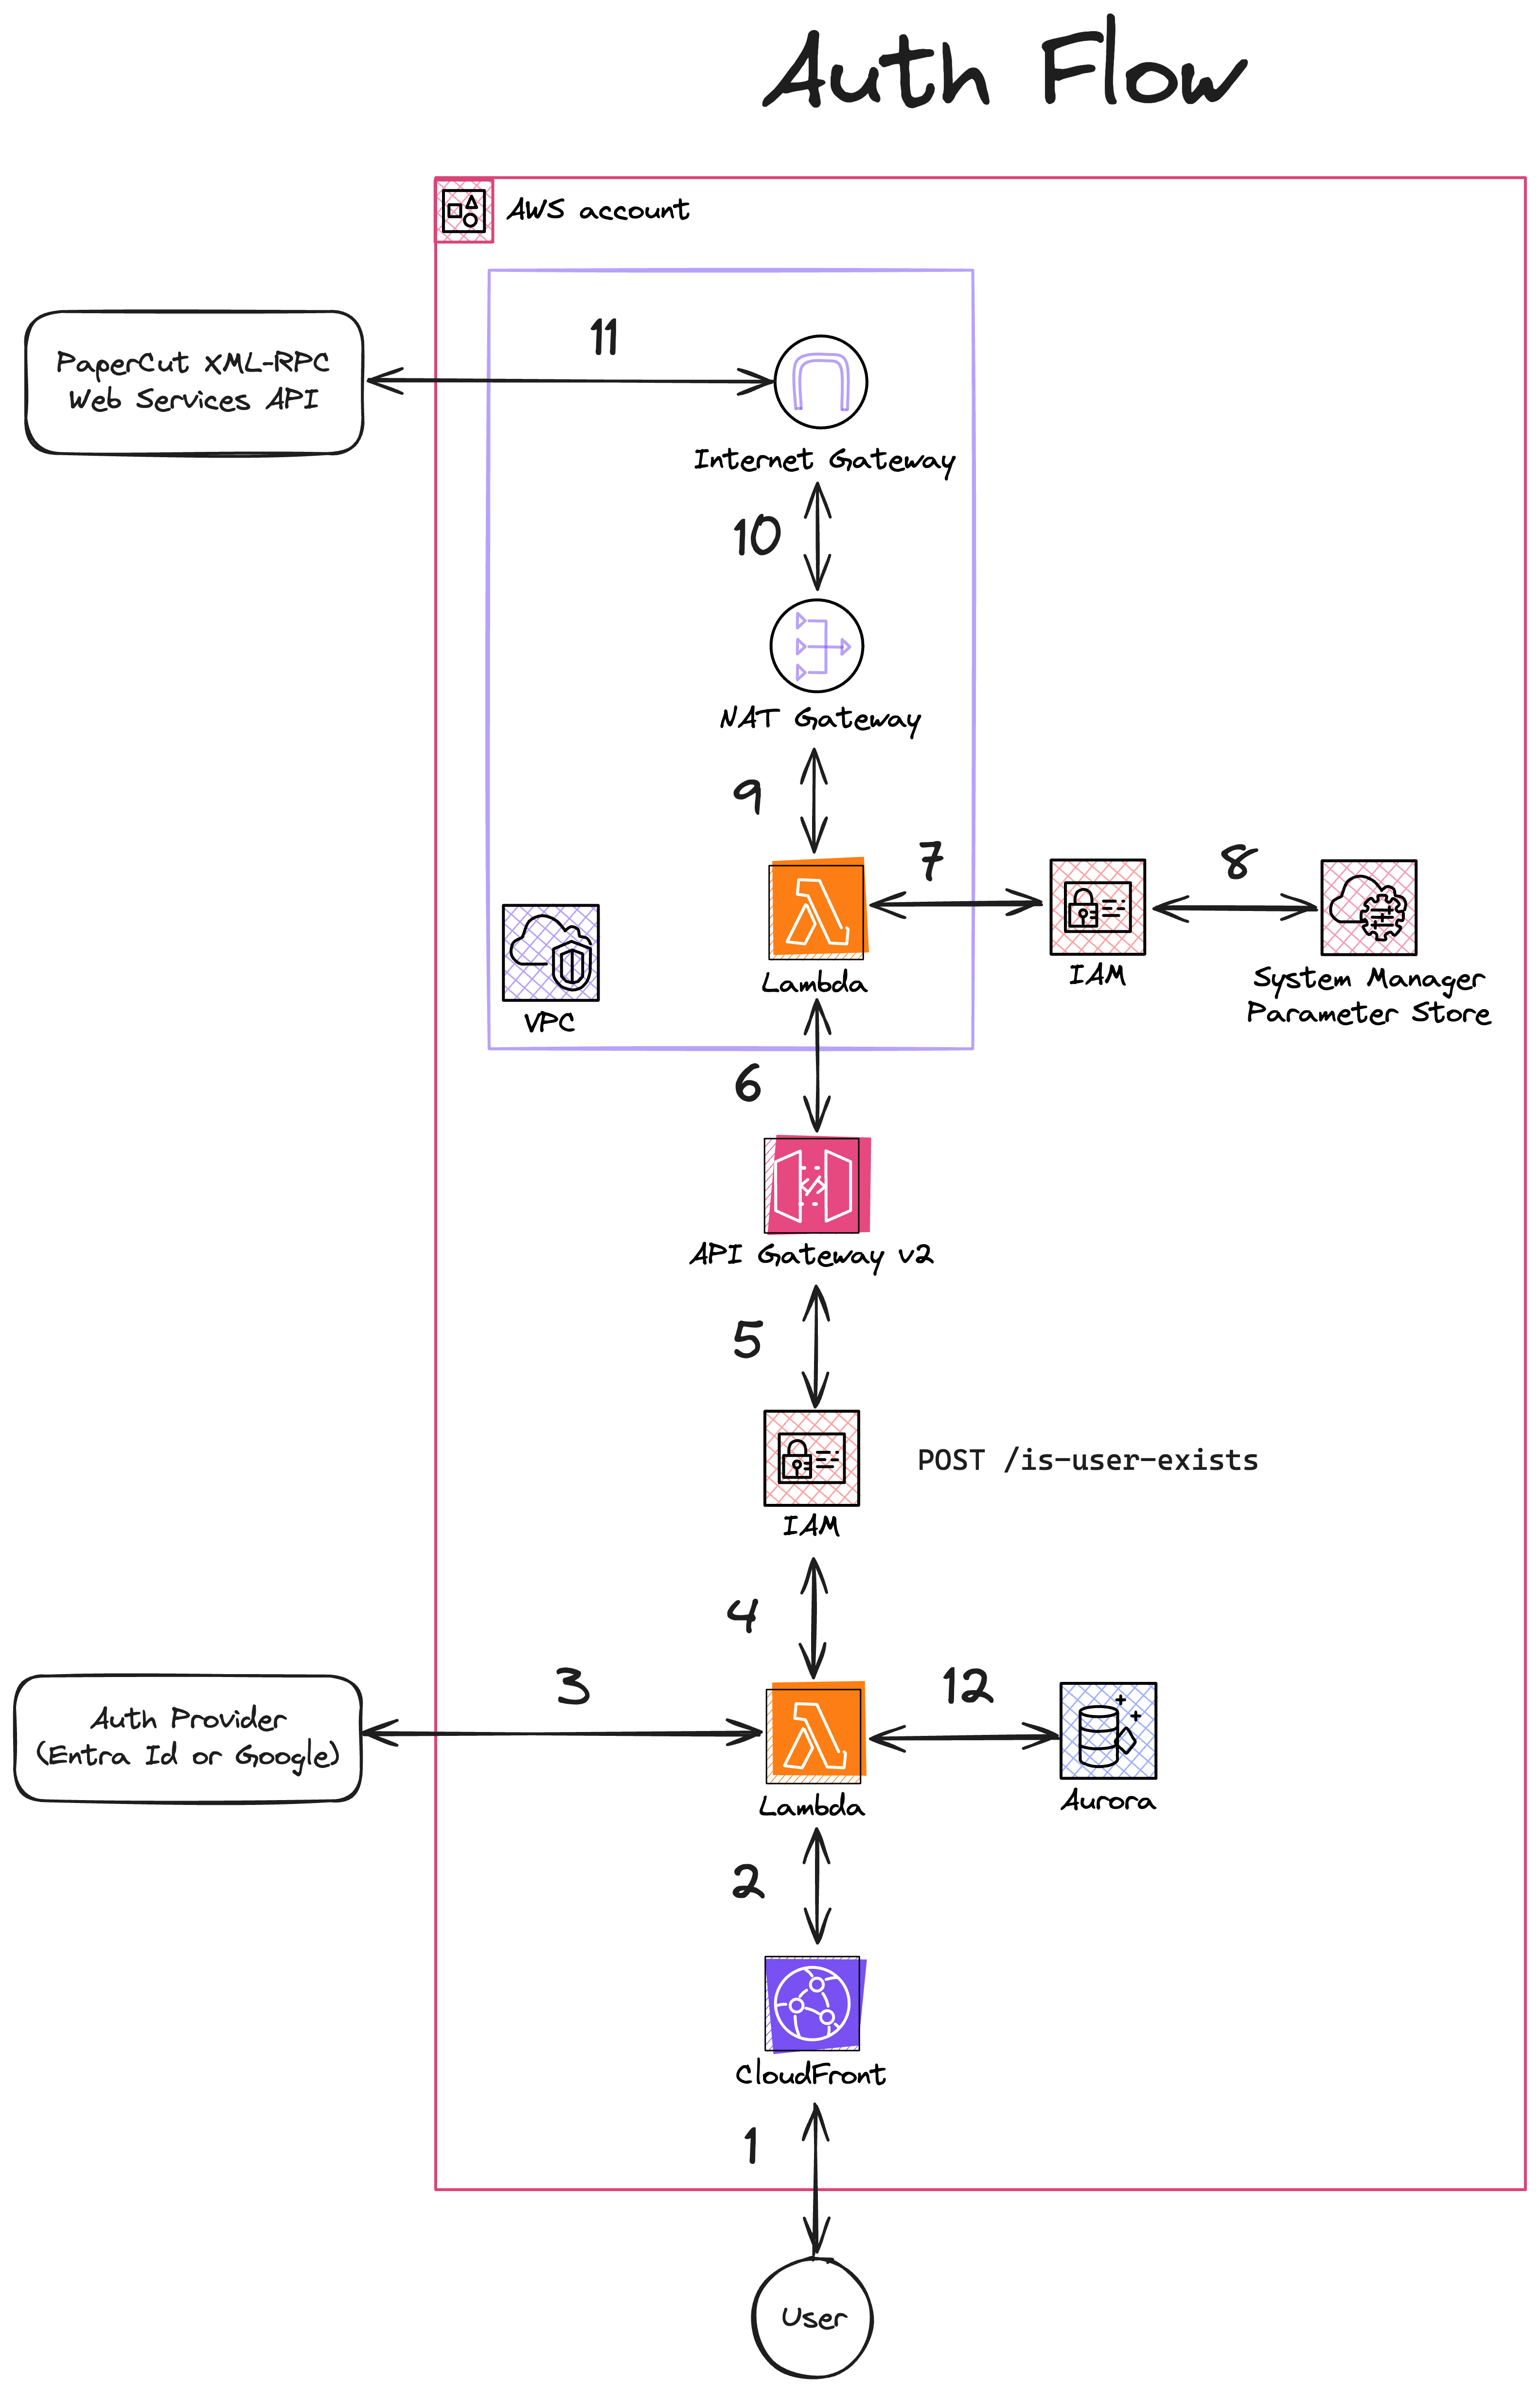 Auth Flow
AWS account
11
PaperCut XML-RPC
Web Services API
Internet Gateway
10
NAT Gateway
9
7
8
Lambda
IAM
System Manager
Parameter Store
VPC
6
API Gateway v2
5
POST /is-user-exists
IAM
4
3
12
Auth Provider
(Entra Id or Google)
Lambda
Aurora
2
CloudFront
1
User